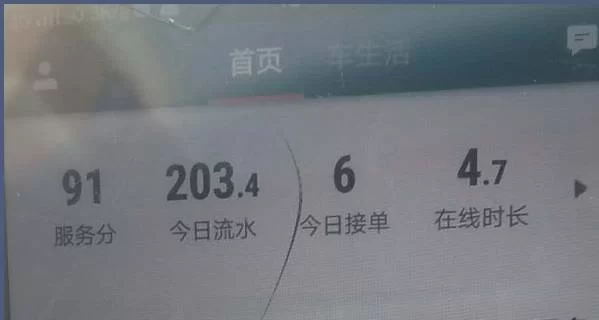 首页 车生活
91 203.4 6 4.7
服务分 今日流水 今日接单 在线时长